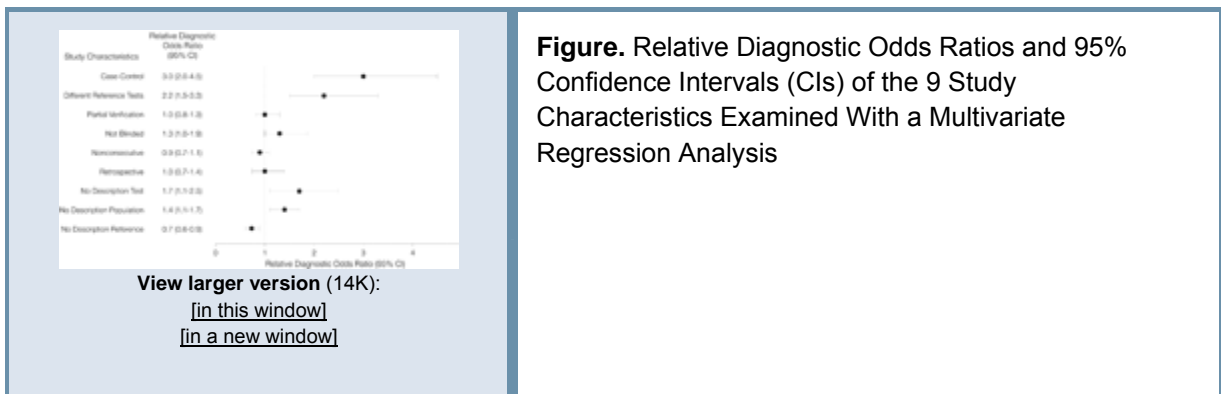 Relative Diagnostic
Odds Ratio
Study Characteristics (95% CI)
Case Control 3.0 (2.0-4.5)
Different Reference Tests 2.2 (1.5-3.3)
Partial Verification 1.0 (0.8-1.3)
Not Blinded 1.3 (1.0-1.9)
Nonconsecutive 0.9 (0.7-1.1)
Retrospective 1.0 (0.7-1.4)
No Description Test 1.7 (1.1-2.5)
No Description Population 1.4 (1.1-1.7)
No Description Reference 0.7 (0.6-0.9)
0 1 2 3 4
Relative Diagnostic Odds Ratio (95% CI)
View larger version (14K):
[in this window]
[in a new window]
Figure. Relative Diagnostic Odds Ratios and 95%
Confidence Intervals (CIs) of the 9 Study
Characteristics Examined With a Multivariate
Regression Analysis